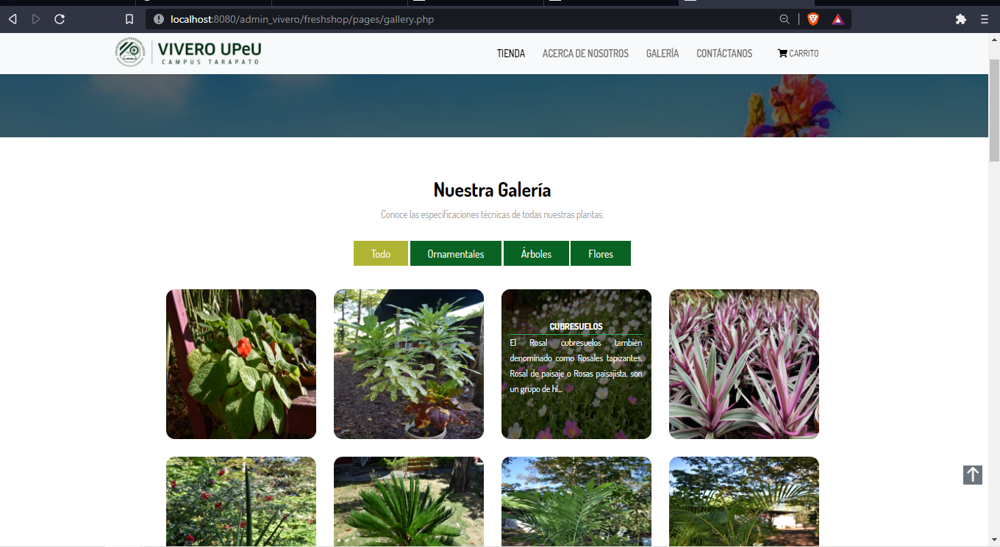 localhost:8080/admin_vivero/freshshop/pages/gallery.php
VIVERO UPeU
CAMPUS TARAPATO
TIENDA
ACERCA DE NOSOTROS
GALERÍA
CONTÁCTANOS
CARRITO
Nuestra Galería
Conoce las especificaciones técnicas de todas nuestras plantas.
Todo
Ornamentales
Árboles
Flores
CUBRESUELOS
El Rosal cubresuelos también
denominado como Rosales tapizantes,
Rosal de paisaje o Rosas paisajista, son
un grupo de hí...